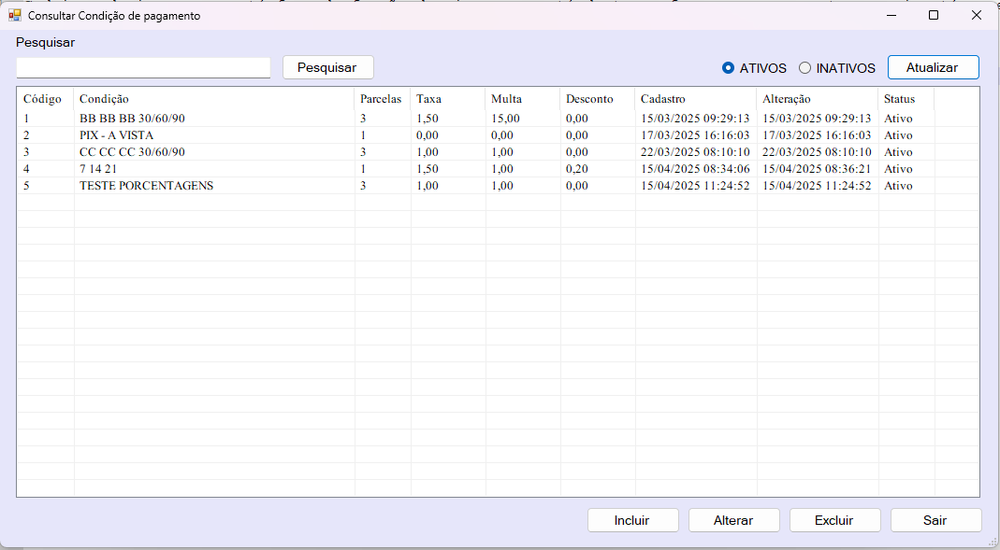 Consultar Condição de pagamento
Pesquisar
Pesquisar ATIVOS INATIVOS Atualizar
Código Condição Parcelas Taxa Multa Desconto Cadastro Alteração Status
1 BB BB BB 30/60/90 3 1,50 15,00 0,00 15/03/2025 09:29:13 15/03/2025 09:29:13 Ativo
2 PIX - A VISTA 1 0,00 0,00 0,00 17/03/2025 16:16:03 17/03/2025 16:16:03 Ativo
3 CC CC CC 30/60/90 3 1,00 1,00 0,00 22/03/2025 08:10:10 22/03/2025 08:10:10 Ativo
4 7 14 21 1 1,50 1,00 0,20 15/04/2025 08:34:06 15/04/2025 08:36:21 Ativo
5 TESTE PORCENTAGENS 3 1,00 1,00 0,00 15/04/2025 11:24:52 15/04/2025 11:24:52 Ativo
Incluir Alterar Excluir Sair